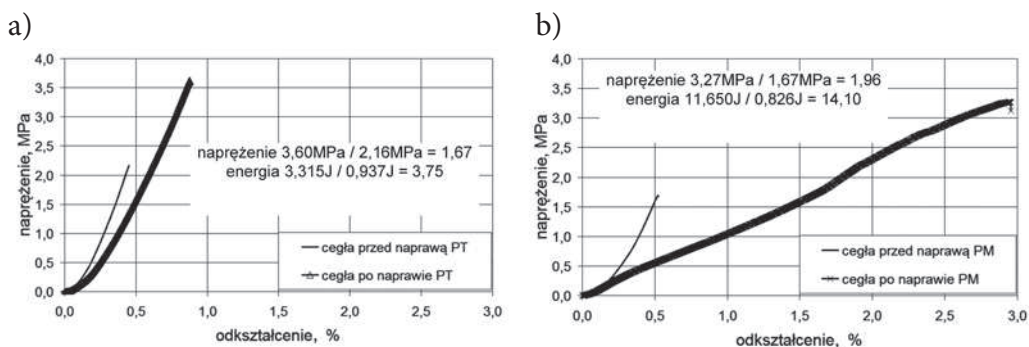 a)
naprężenie, MPa
4,0
3,5
3,0
2,5
2,0
1,5
1,0
0,5
0,0
naprężenie 3,60MPa / 2,16MPa = 1,67
energia 3,315J / 0,937J = 3,75
cegła przed naprawą PT
cegła po naprawie PT
0,0 0,5 1,0 1,5 2,0 2,5 3,0
odkształcenie, %
b)
naprężenie, MPa
4,0
3,5
3,0
2,5
2,0
1,5
1,0
0,5
0,0
naprężenie 3,27MPa / 1,67MPa = 1,96
energia 11,650J / 0,826J = 14,10
cegła przed naprawą PM
cegła po naprawie PM
0,0 0,5 1,0 1,5 2,0 2,5 3,0
odkształcenie, %